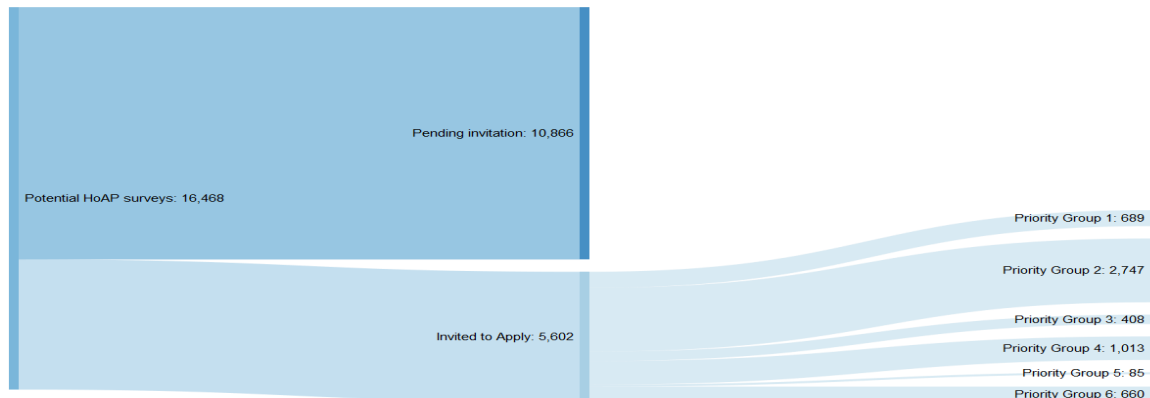 Pending invitation: 10,866
Potential HoAP surveys: 16,468
Priority Group 1: 689
Priority Group 2: 2,747
Priority Group 3: 408
Invited to Apply: 5,602
Priority Group 4: 1,013
Priority Group 5: 85
Priority Group 6: 660